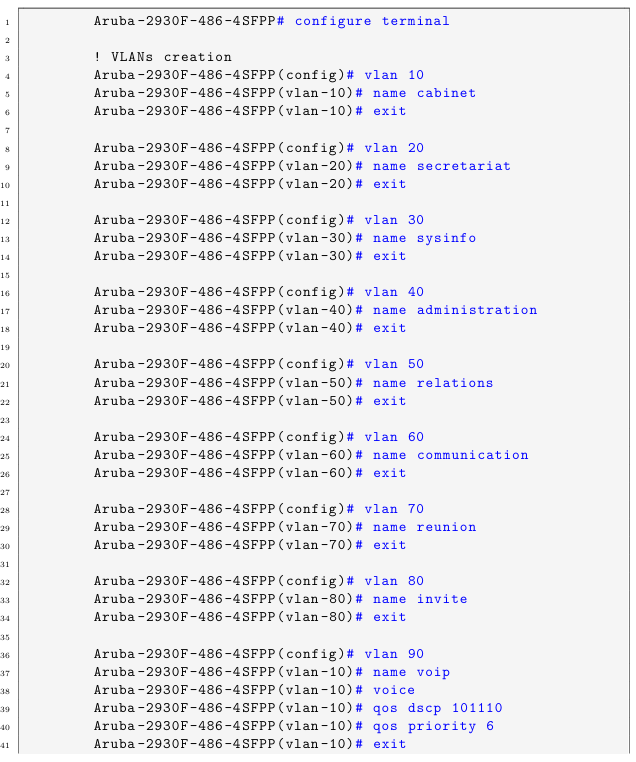 1 Aruba-2930F-486-4SFPP# configure terminal
2
3 ! VLANs creation
4 Aruba-2930F-486-4SFPP(config)# vlan 10
5 Aruba-2930F-486-4SFPP(vlan-10)# name cabinet
6 Aruba-2930F-486-4SFPP(vlan-10)# exit
7
8 Aruba-2930F-486-4SFPP(config)# vlan 20
9 Aruba-2930F-486-4SFPP(vlan-20)# name secretariat
10 Aruba-2930F-486-4SFPP(vlan-20)# exit
11
12 Aruba-2930F-486-4SFPP(config)# vlan 30
13 Aruba-2930F-486-4SFPP(vlan-30)# name sysinfo
14 Aruba-2930F-486-4SFPP(vlan-30)# exit
15
16 Aruba-2930F-486-4SFPP(config)# vlan 40
17 Aruba-2930F-486-4SFPP(vlan-40)# name administration
18 Aruba-2930F-486-4SFPP(vlan-40)# exit
19
20 Aruba-2930F-486-4SFPP(config)# vlan 50
21 Aruba-2930F-486-4SFPP(vlan-50)# name relations
22 Aruba-2930F-486-4SFPP(vlan-50)# exit
23
24 Aruba-2930F-486-4SFPP(config)# vlan 60
25 Aruba-2930F-486-4SFPP(vlan-60)# name communication
26 Aruba-2930F-486-4SFPP(vlan-60)# exit
27
28 Aruba-2930F-486-4SFPP(config)# vlan 70
29 Aruba-2930F-486-4SFPP(vlan-70)# name reunion
30 Aruba-2930F-486-4SFPP(vlan-70)# exit
31
32 Aruba-2930F-486-4SFPP(config)# vlan 80
33 Aruba-2930F-486-4SFPP(vlan-80)# name invite
34 Aruba-2930F-486-4SFPP(vlan-80)# exit
35
36 Aruba-2930F-486-4SFPP(config)# vlan 90
37 Aruba-2930F-486-4SFPP(vlan-10)# name voip
38 Aruba-2930F-486-4SFPP(vlan-10)# voice
39 Aruba-2930F-486-4SFPP(vlan-10)# qos dscp 101110
40 Aruba-2930F-486-4SFPP(vlan-10)# qos priority 6
41 Aruba-2930F-486-4SFPP(vlan-10)# exit